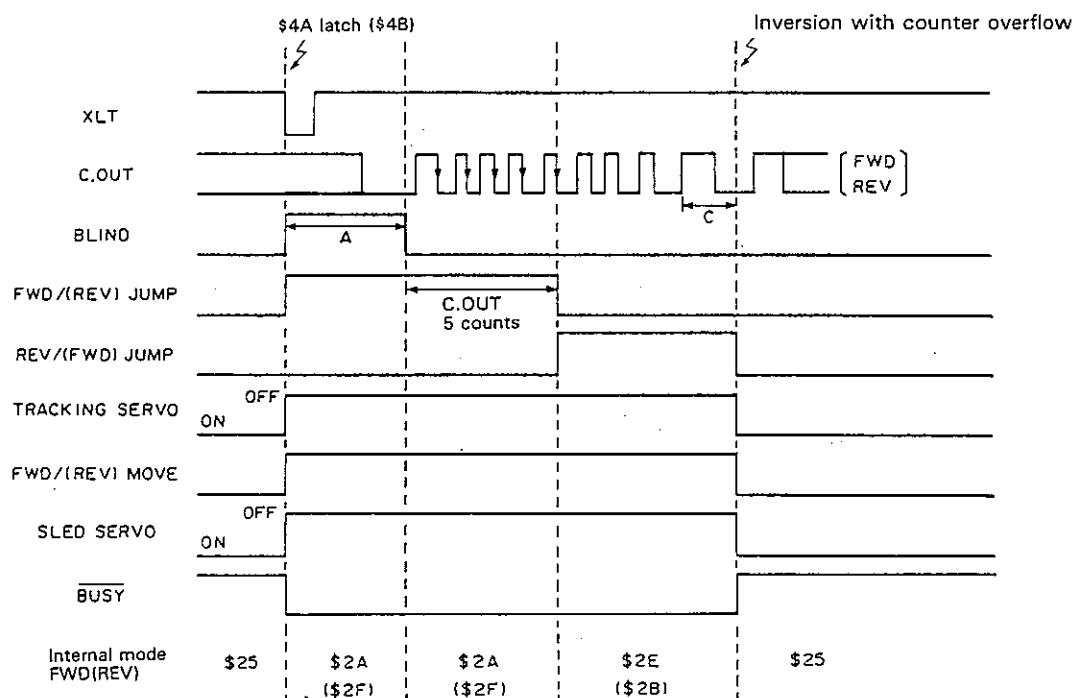 $4A latch ($4B)
Inversion with counter overflow
XLT
C.OUT
FWD
REV
C
BLIND
A
FWD/(REV) JUMP
C.OUT
5 counts
REV/(FWD) JUMP
OFF
TRACKING SERVO
ON
FWD/(REV) MOVE
OFF
SLED SERVO
ON
BUSY
Internal mode
FWD(REV)
$25
$2A
$2A
$2E
$25
($2F)
($2F)
($2B)